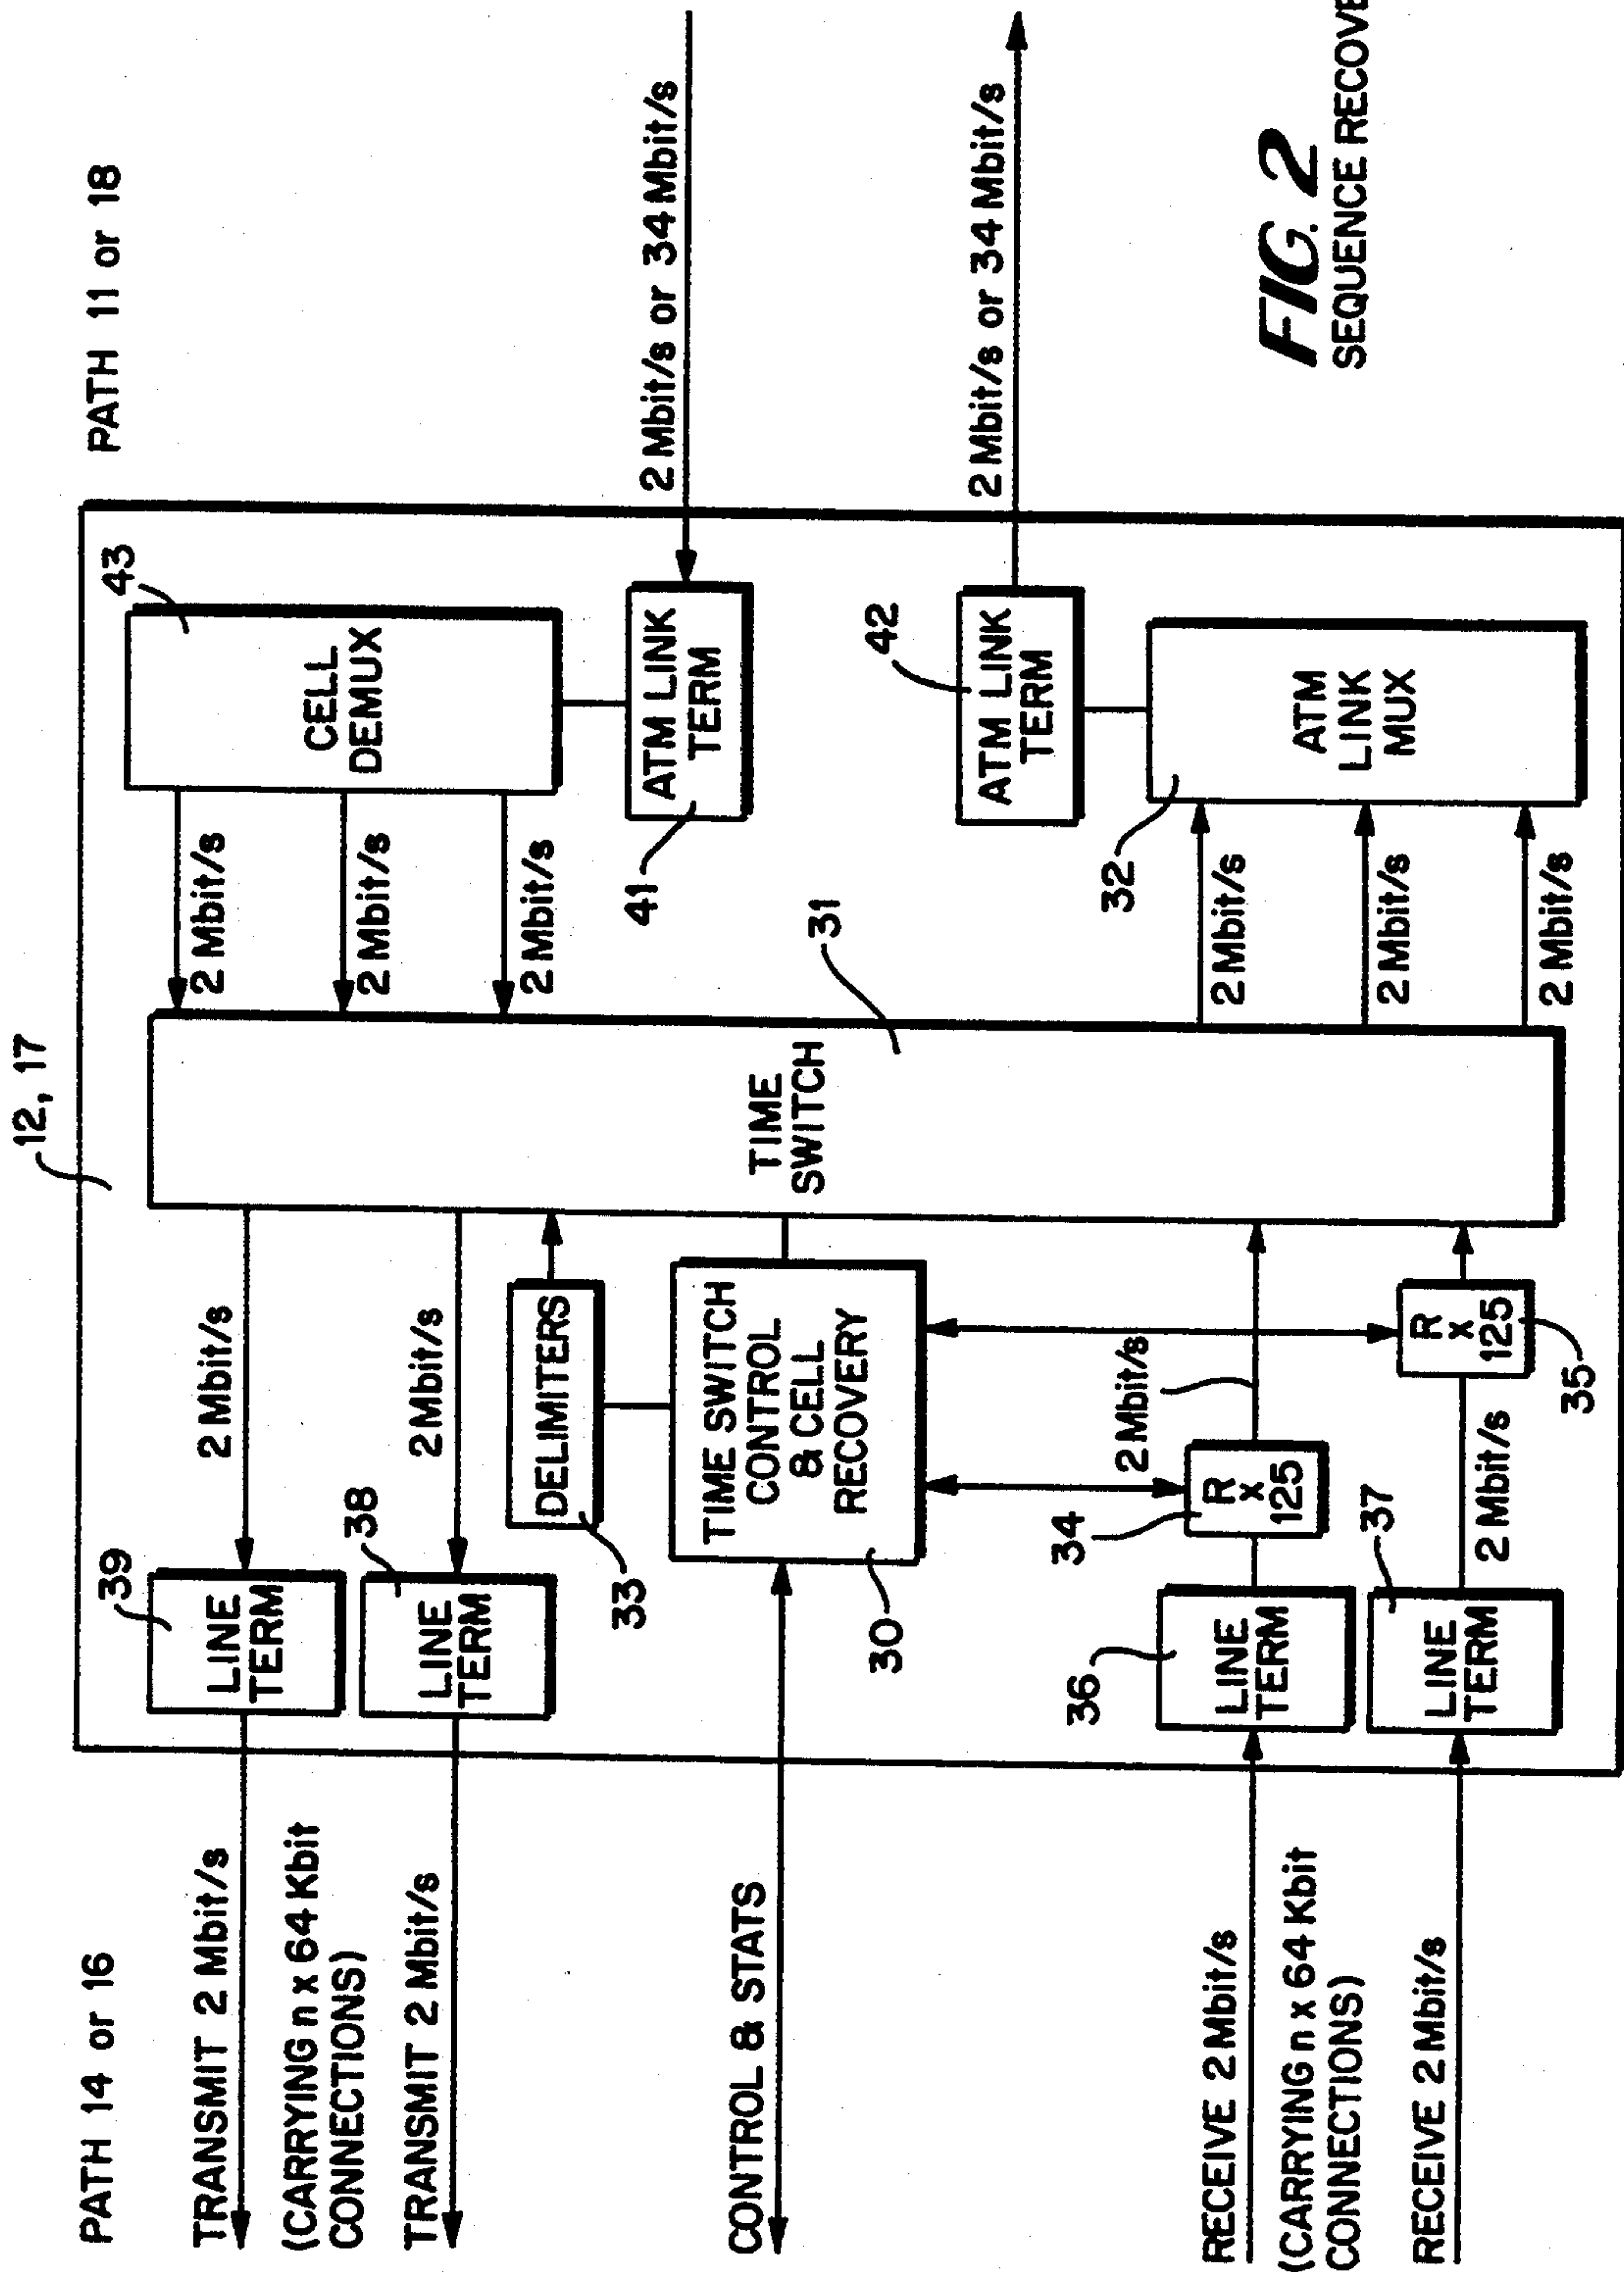 PATH 14 or 16
PATH 11 or 18
12, 17
TRANSMIT 2 Mbit/s
(CARRYING n x 64 Kbit
CONNECTIONS)
TRANSMIT 2 Mbit/s
CONTROL & STATS
RECEIVE 2 Mbit/s
(CARRYING n x 64 Kbit
CONNECTIONS)
RECEIVE 2 Mbit/s
39
LINE
TERM
2 Mbit/s
38
LINE
TERM
2 Mbit/s
DELIMITERS
33
TIME SWITCH
CONTROL
& CELL
RECOVERY
30
36
LINE
TERM
34
R
X
125
2 Mbit/s
37
LINE
TERM
2 Mbit/s
R
X
125
35
TIME
SWITCH
31
2 Mbit/s
2 Mbit/s
2 Mbit/s
43
CELL
DEMUX
41
ATM LINK
TERM
2 Mbit/s or 34 Mbit/s
42
ATM LINK
TERM
2 Mbit/s or 34 Mbit/s
32
ATM
LINK
MUX
2 Mbit/s
2 Mbit/s
2 Mbit/s
FIG. 2
SEQUENCE